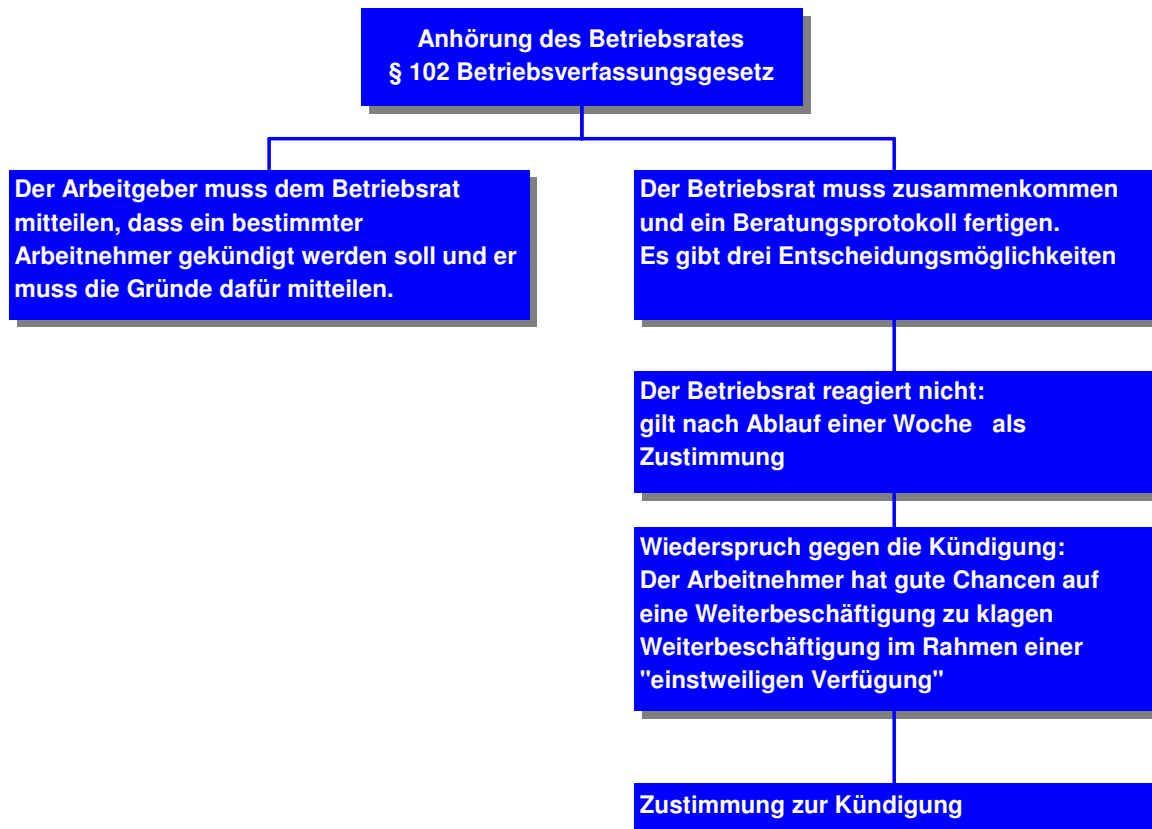 Anhörung des Betriebsrates
§ 102 Betriebsverfassungsgesetz
Der Arbeitgeber muss dem Betriebsrat
mitteilen, dass ein bestimmter
Arbeitnehmer gekündigt werden soll und er
muss die Gründe dafür mitteilen.
Der Betriebsrat muss zusammenkommen
und ein Beratungsprotokoll fertigen.
Es gibt drei Entscheidungsmöglichkeiten
Der Betriebsrat reagiert nicht:
gilt nach Ablauf einer Woche   als
Zustimmung
Wiederspruch gegen die Kündigung:
Der Arbeitnehmer hat gute Chancen auf
eine Weiterbeschäftigung zu klagen
Weiterbeschäftigung im Rahmen einer
"einstweiligen Verfügung"
Zustimmung zur Kündigung